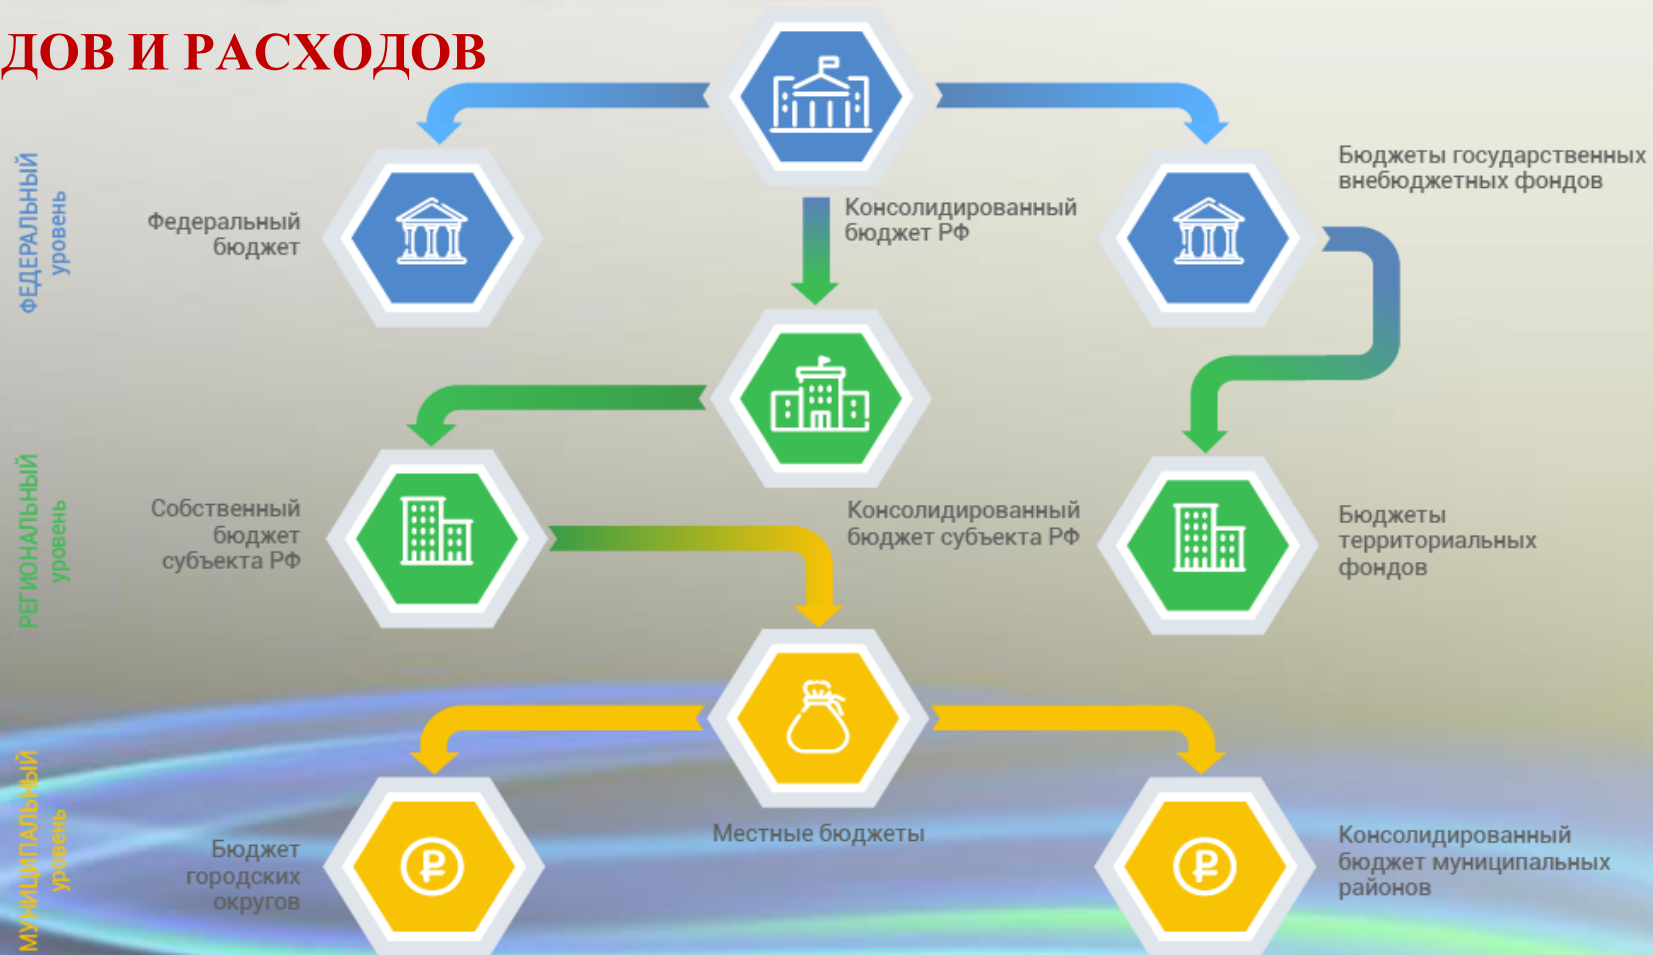 ДОВ И РАСХОДОВ
ФЕДЕРАЛЬНЫЙ
уровень
Федеральный
бюджет
Консолидированный
бюджет РФ
Бюджеты государственных
внебюджетных фондов
РЕГИОНАЛЬНЫЙ
уровень
Собственный
бюджет
субъекта РФ
Консолидированный
бюджет субъекта РФ
Бюджеты
территориальных
фондов
МУНИЦИПАЛЬНЫЙ
уровень
Бюджет
городских
округов
Местные бюджеты
Консолидированный
бюджет муниципальных
районов